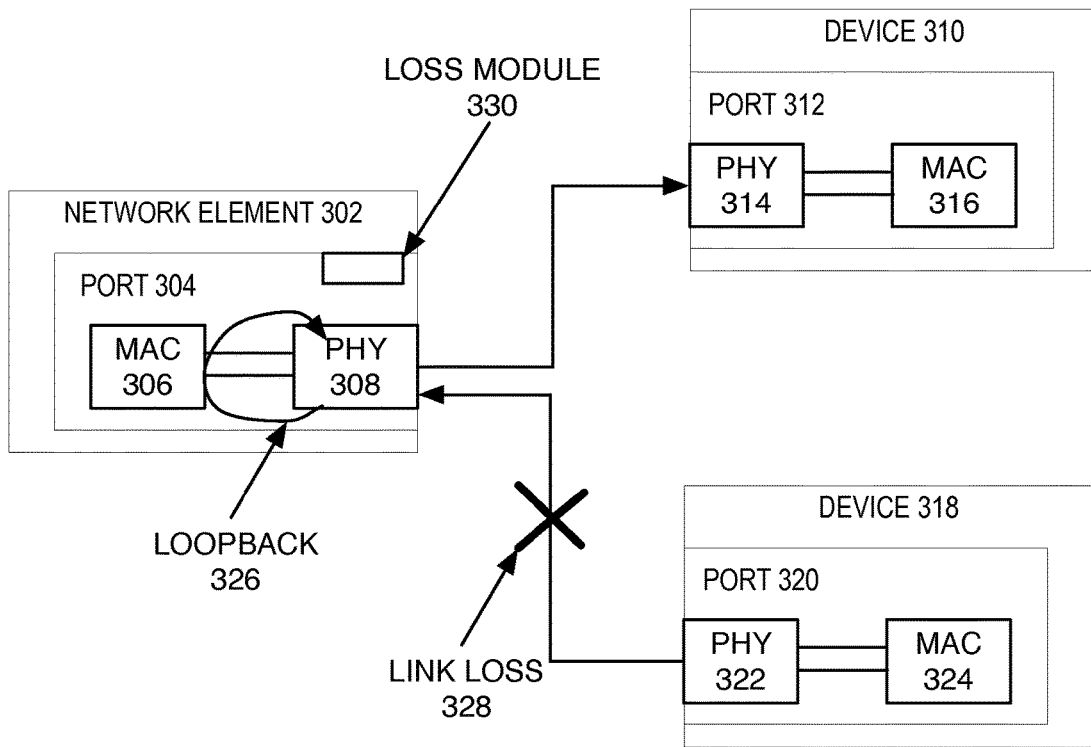 DEVICE 310
LOSS MODULE
330
PORT 312
PHY
314
MAC
316
NETWORK ELEMENT 302
PORT 304
MAC
306
PHY
308
DEVICE 318
LOOPBACK
326
PORT 320
LINK LOSS
328
PHY
322
MAC
324